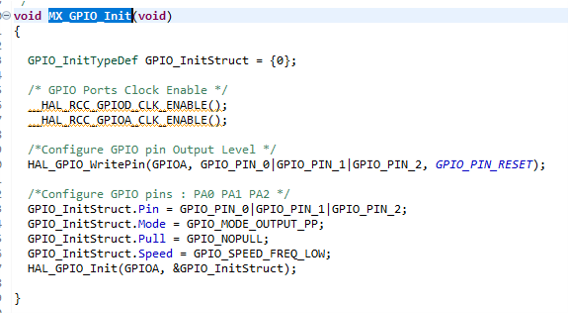 void MX_GPIO_Init(void)
{
GPIO_InitTypeDef GPIO_InitStruct = {0};
/* GPIO Ports Clock Enable */
__HAL_RCC_GPIOD_CLK_ENABLE();
__HAL_RCC_GPIOA_CLK_ENABLE();
/*Configure GPIO pin Output Level */
HAL_GPIO_WritePin(GPIOA, GPIO_PIN_0|GPIO_PIN_1|GPIO_PIN_2, GPIO_PIN_RESET);
/*Configure GPIO pins : PA0 PA1 PA2 */
GPIO_InitStruct.Pin = GPIO_PIN_0|GPIO_PIN_1|GPIO_PIN_2;
GPIO_InitStruct.Mode = GPIO_MODE_OUTPUT_PP;
GPIO_InitStruct.Pull = GPIO_NOPULL;
GPIO_InitStruct.Speed = GPIO_SPEED_FREQ_LOW;
HAL_GPIO_Init(GPIOA, &GPIO_InitStruct);
}